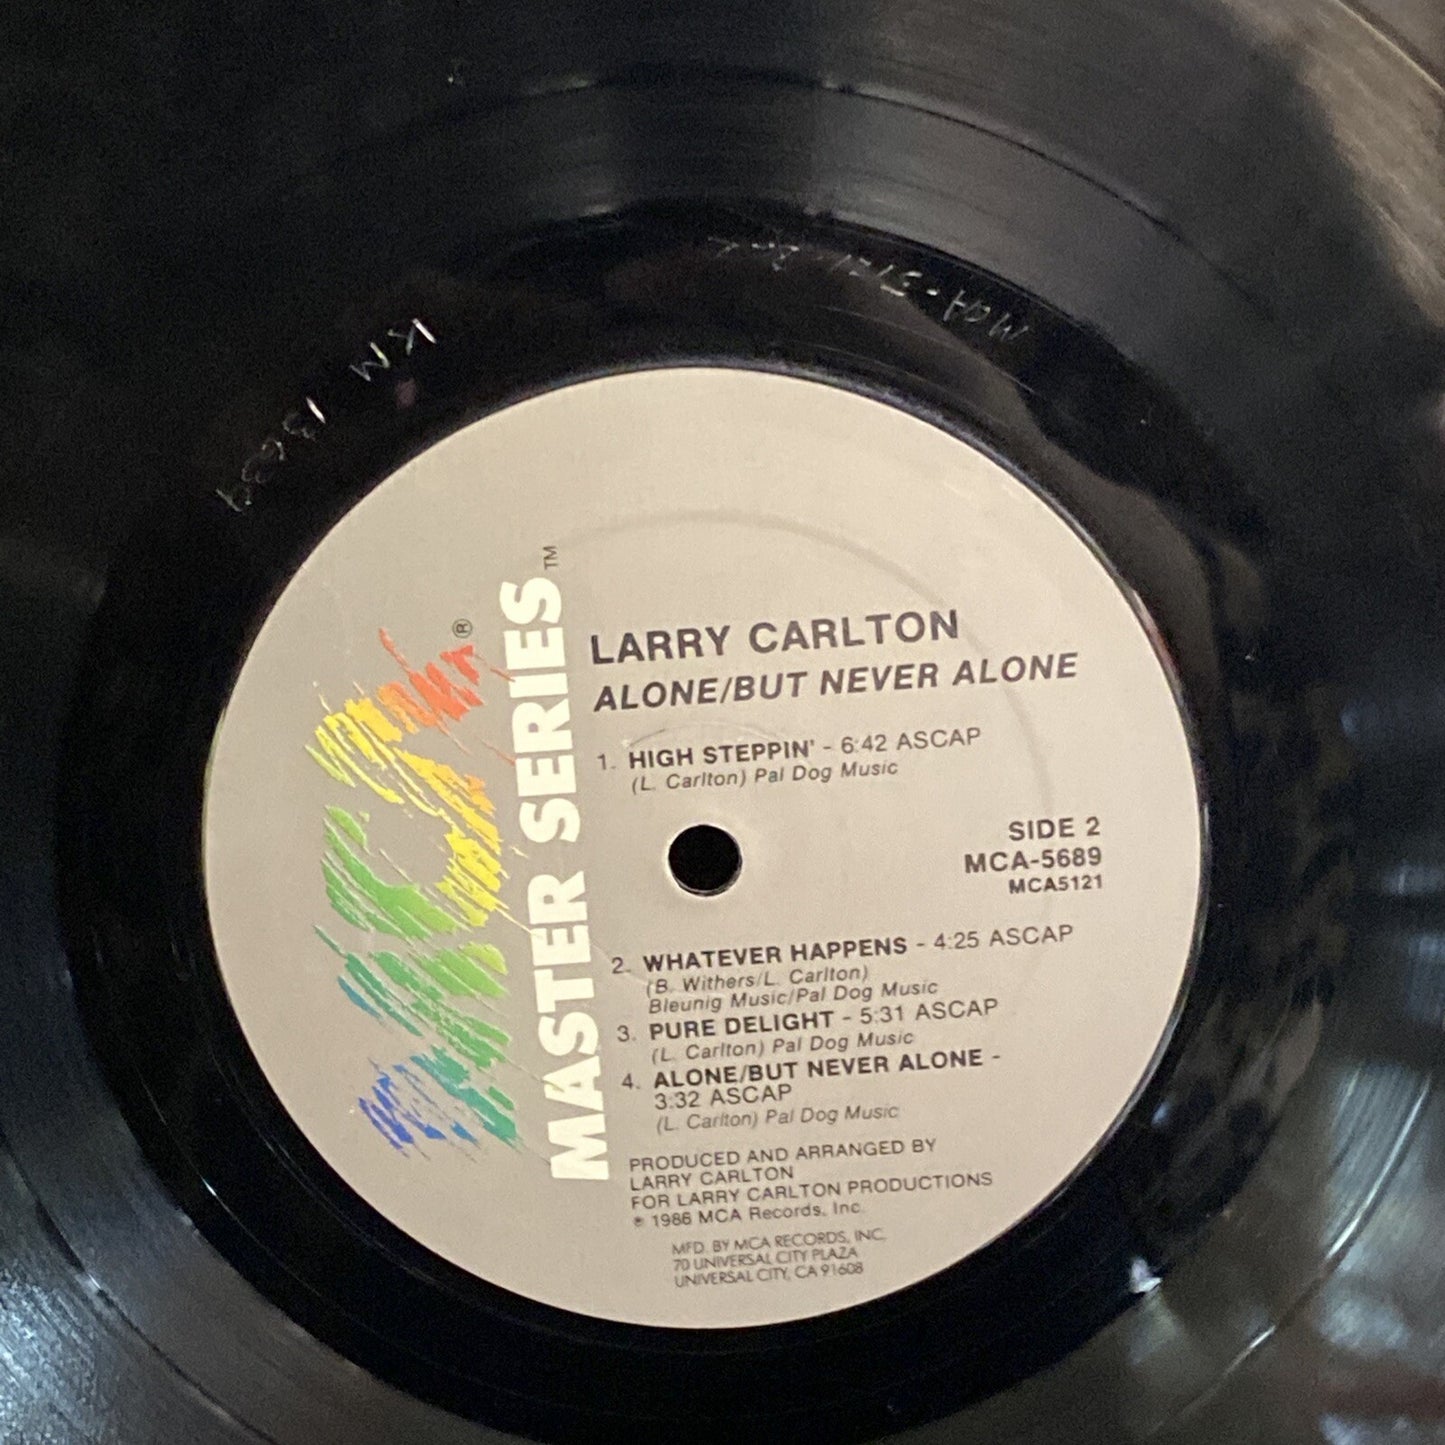 KM 13639
MASTER SERIES™
MCA ®
LARRY CARLTON
ALONE/BUT NEVER ALONE
1. HIGH STEPPIN' - 6:42 ASCAP
(L. Carlton) Pal Dog Music
SIDE 2
MCA-5689
MCA5121
2. WHATEVER HAPPENS - 4:25 ASCAP
(B. Withers/L. Carlton)
Bleunig Music/Pal Dog Music
3. PURE DELIGHT - 5:31 ASCAP
(L. Carlton) Pal Dog Music
4. ALONE/BUT NEVER ALONE -
3:32 ASCAP
(L. Carlton) Pal Dog Music
PRODUCED AND ARRANGED BY
LARRY CARLTON
FOR LARRY CARLTON PRODUCTIONS
℗ 1986 MCA Records, Inc.
MFD. BY MCA RECORDS, INC.
70 UNIVERSAL CITY PLAZA
UNIVERSAL CITY, CA 91608